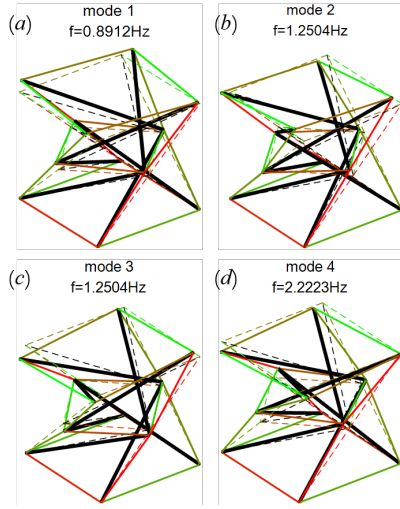 (a) mode 1
f=0.8912Hz
(b) mode 2
f=1.2504Hz
(c) mode 3
f=1.2504Hz
(d) mode 4
f=2.2223Hz